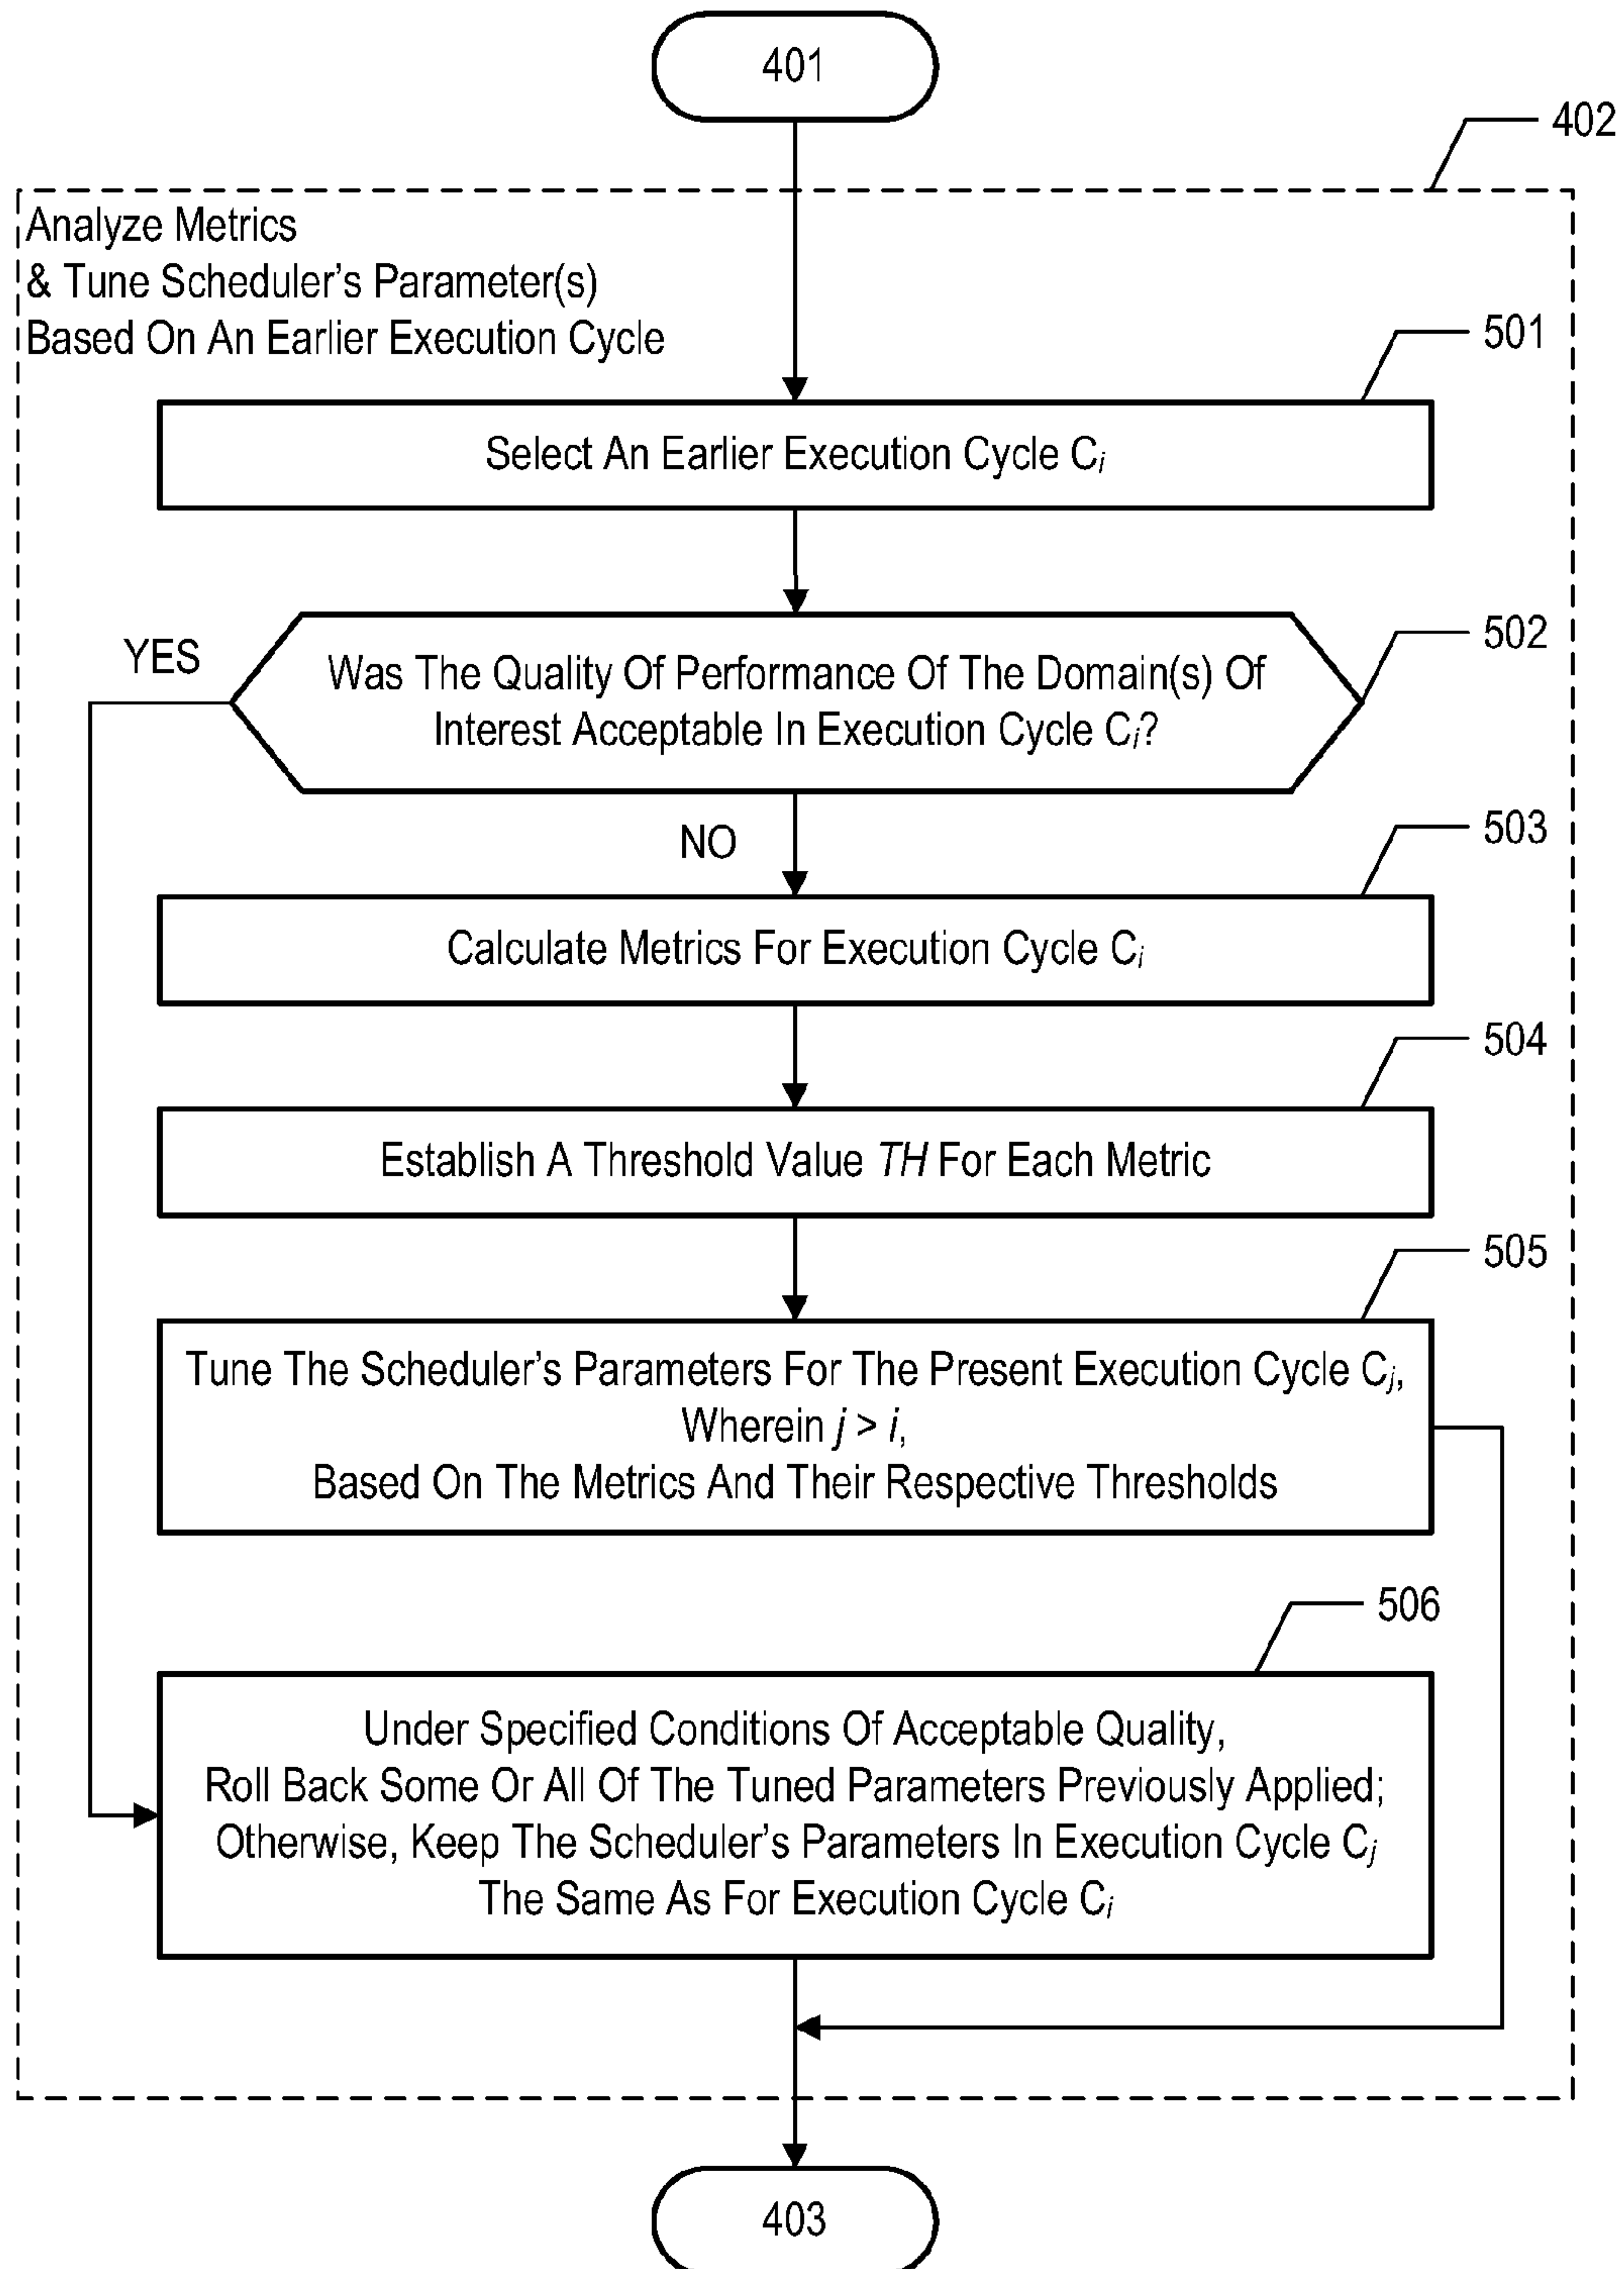 401
402
Analyze Metrics
& Tune Scheduler's Parameter(s)
Based On An Earlier Execution Cycle
501
Select An Earlier Execution Cycle Ci
502
YES
Was The Quality Of Performance Of The Domain(s) Of
Interest Acceptable In Execution Cycle Ci?
NO
503
Calculate Metrics For Execution Cycle Ci
504
Establish A Threshold Value TH For Each Metric
505
Tune The Scheduler's Parameters For The Present Execution Cycle Cj,
Wherein j > i,
Based On The Metrics And Their Respective Thresholds
506
Under Specified Conditions Of Acceptable Quality,
Roll Back Some Or All Of The Tuned Parameters Previously Applied;
Otherwise, Keep The Scheduler's Parameters In Execution Cycle Cj
The Same As For Execution Cycle Ci
403